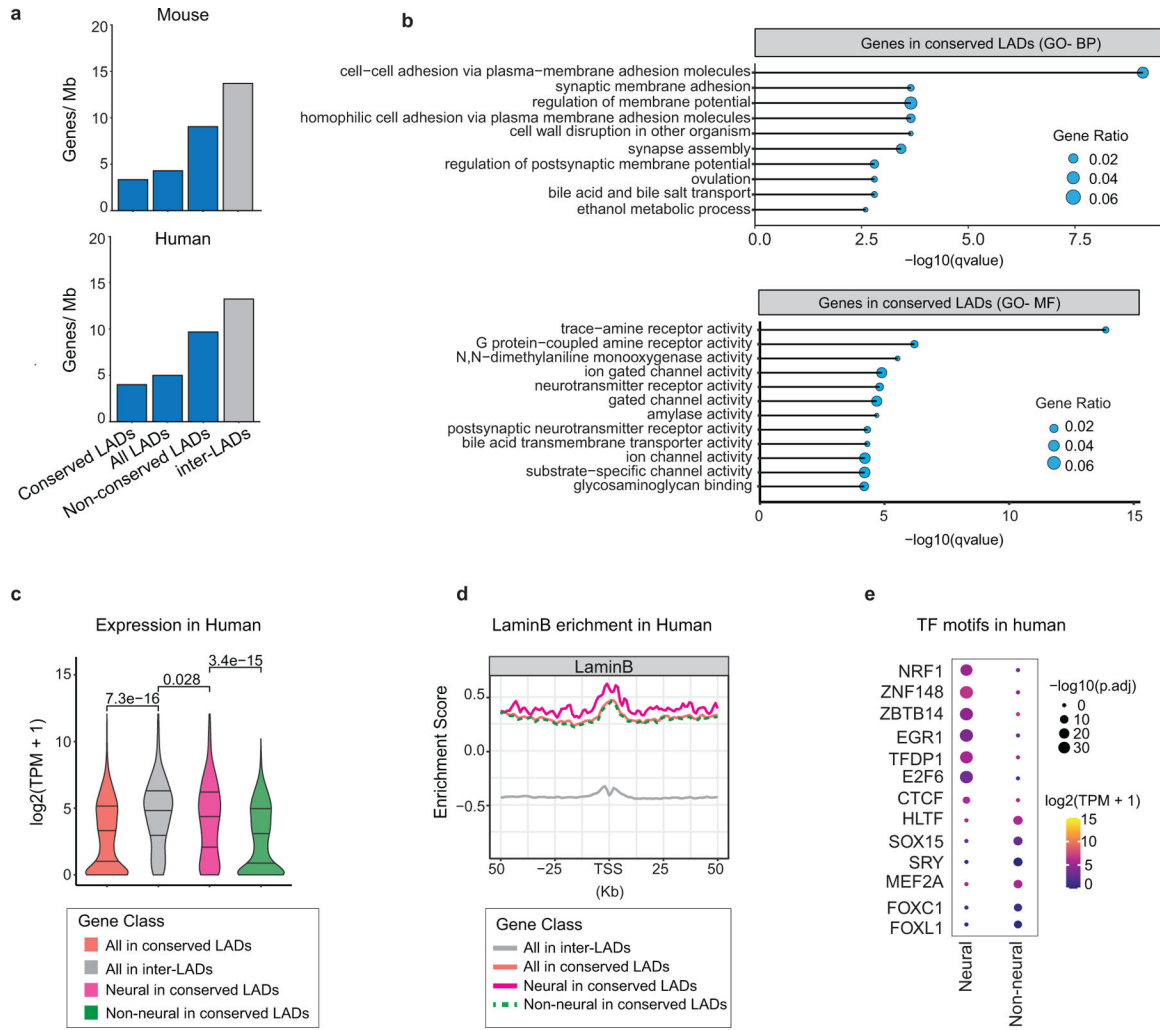 a
Mouse
20
15
10
5
0
Genes/ Mb
Human
20
15
10
5
0
Genes/ Mb
Conserved LADs
All LADs
Non-conserved LADs
inter-LADs
b
Genes in conserved LADs (GO- BP)
cell−cell adhesion via plasma−membrane adhesion molecules
synaptic membrane adhesion
regulation of membrane potential
homophilic cell adhesion via plasma membrane adhesion molecules
cell wall disruption in other organism
synapse assembly
regulation of postsynaptic membrane potential
ovulation
bile acid and bile salt transport
ethanol metabolic process
Gene Ratio
0.02
0.04
0.06
0.0 2.5 5.0 7.5
−log10(qvalue)
Genes in conserved LADs (GO- MF)
trace−amine receptor activity
G protein−coupled amine receptor activity
N,N−dimethylaniline monooxygenase activity
ion gated channel activity
neurotransmitter receptor activity
gated channel activity
amylase activity
postsynaptic neurotransmitter receptor activity
bile acid transmembrane transporter activity
ion channel activity
substrate−specific channel activity
glycosaminoglycan binding
Gene Ratio
0.02
0.04
0.06
0 5 10 15
−log10(qvalue)
c
Expression in Human
15
10
5
0
log2(TPM + 1)
7.3e−16
0.028
3.4e−15
Gene Class
All in conserved LADs
All in inter-LADs
Neural in conserved LADs
Non-neural in conserved LADs
d
LaminB enrichment in Human
LaminB
0.5
0.0
−0.5
Enrichment Score
50 −25 TSS 25 50
(Kb)
Gene Class
All in inter-LADs
All in conserved LADs
Neural in conserved LADs
Non-neural in conserved LADs
e
TF motifs in human
NRF1
ZNF148
ZBTB14
EGR1
TFDP1
E2F6
CTCF
HLTF
SOX15
SRY
MEF2A
FOXC1
FOXL1
Neural
Non-neural
−log10(p.adj)
0
10
20
30
log2(TPM + 1)
15
10
5
0